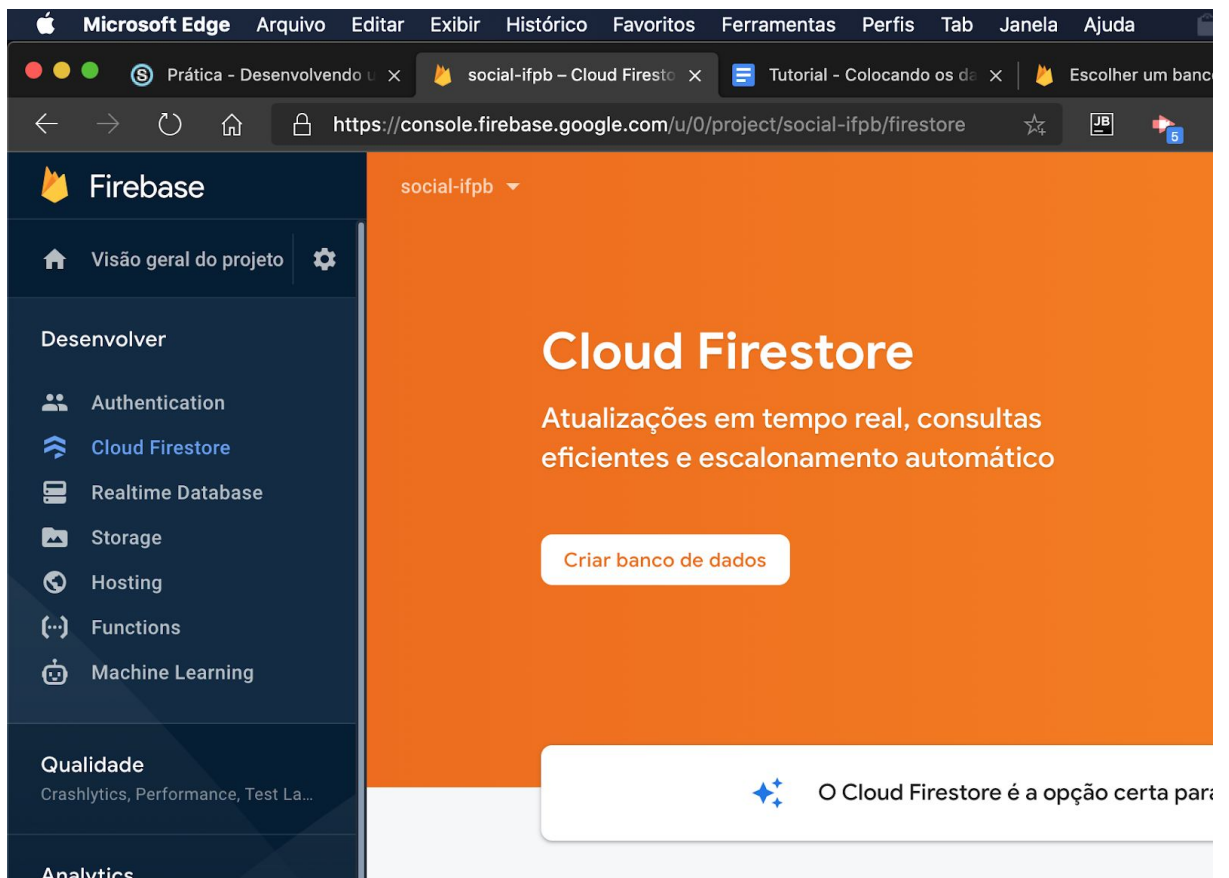 Microsoft Edge Arquivo Editar Exibir Histórico Favoritos Ferramentas Perfis Tab Janela Ajuda
Prática - Desenvolvendo u social-ifpb – Cloud Firesto Tutorial - Colocando os da Escolher um banc
https://console.firebase.google.com/u/0/project/social-ifpb/firestore JB 5
Firebase
social-ifpb
Visão geral do projeto
Desenvolver
Authentication
Cloud Firestore
Realtime Database
Storage
Hosting
Functions
Machine Learning
Qualidade
Crashlytics, Performance, Test La...
Analytics
Cloud Firestore
Atualizações em tempo real, consultas
eficientes e escalonamento automático
Criar banco de dados
O Cloud Firestore é a opção certa para